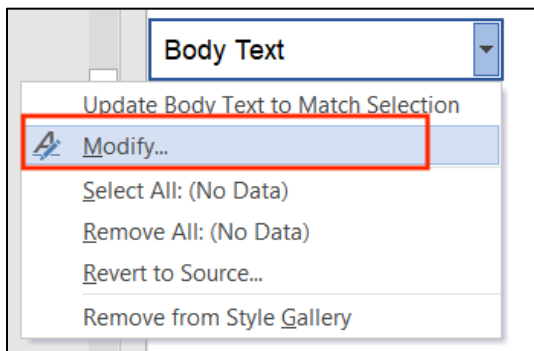 Body Text
Update Body Text to Match Selection
Modify...
Select All: (No Data)
Remove All: (No Data)
Revert to Source...
Remove from Style Gallery